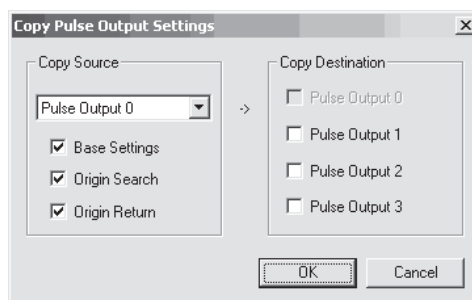 Copy Pulse Output Settings
Copy Source
Pulse Output 0
Base Settings
Origin Search
Origin Return
->
Copy Destination
Pulse Output 0
Pulse Output 1
Pulse Output 2
Pulse Output 3
OK
Cancel